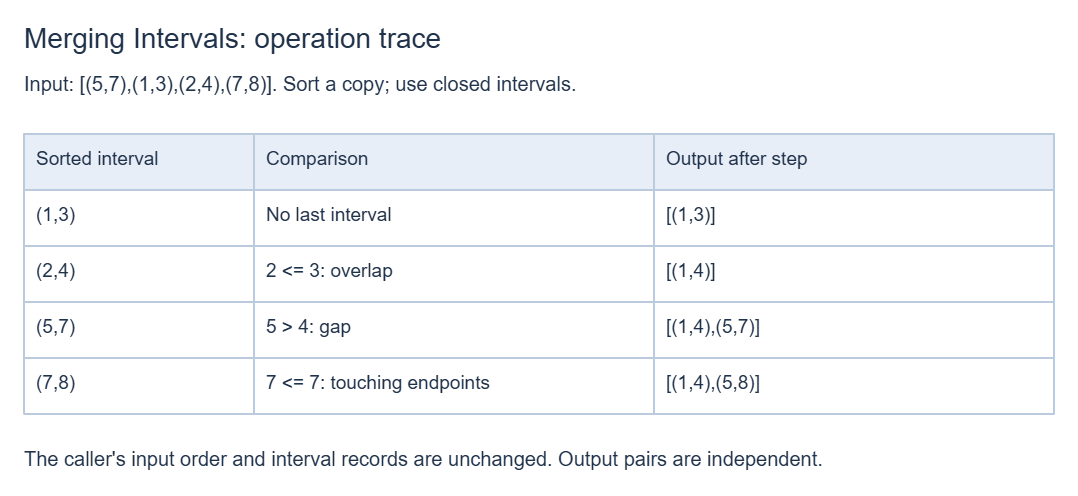 Merging Intervals: operation trace
Input: [(5,7),(1,3),(2,4),(7,8)]. Sort a copy; use closed intervals.
Sorted interval Comparison Output after step
(1,3) No last interval [(1,3)]
(2,4) 2 <= 3: overlap [(1,4)]
(5,7) 5 > 4: gap [(1,4),(5,7)]
(7,8) 7 <= 7: touching endpoints [(1,4),(5,8)]
The caller's input order and interval records are unchanged. Output pairs are independent.